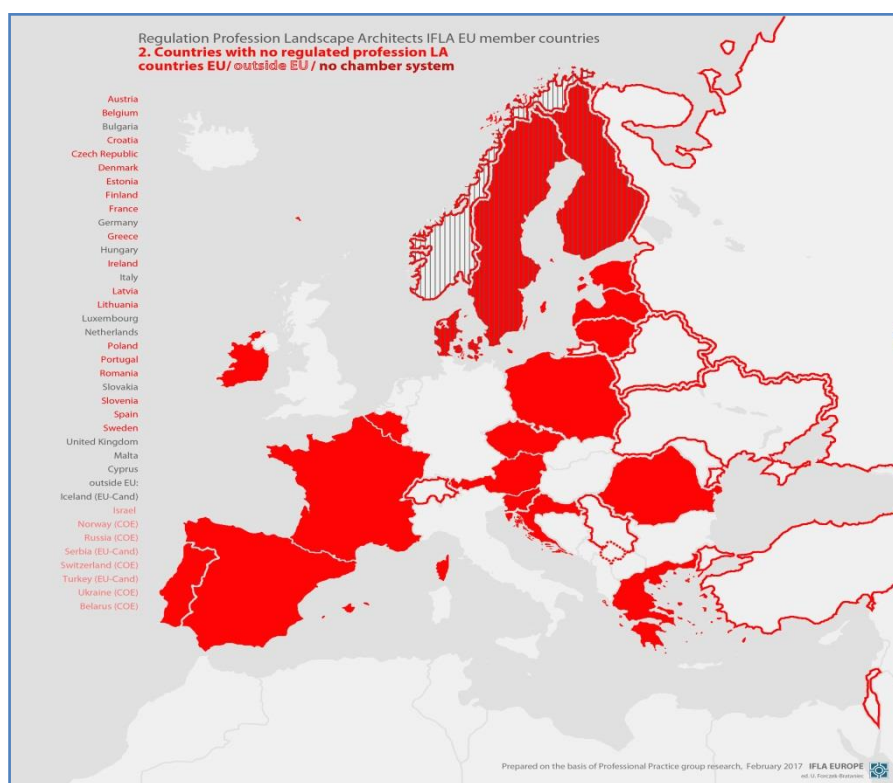 Regulation Profession Landscape Architects IFLA EU member countries
2. Countries with no regulated profession LA
countries EU/ outside EU / no chamber system
Austria
Belgium
Bulgaria
Croatia
Czech Republic
Denmark
Estonia
Finland
France
Germany
Greece
Hungary
Ireland
Italy
Latvia
Lithuania
Luxembourg
Netherlands
Poland
Portugal
Romania
Slovakia
Slovenia
Spain
Sweden
United Kingdom
Malta
Cyprus
outside EU:
Iceland (EU-Cand)
Israel
Norway (COE)
Russia (COE)
Serbia (EU-Cand)
Switzerland (COE)
Turkey (EU-Cand)
Ukraine (COE)
Belarus (COE)
Prepared on the basis of Professional Practice group research, February 2017 IFLA EUROPE
ed. U. Forczek-Brataniec